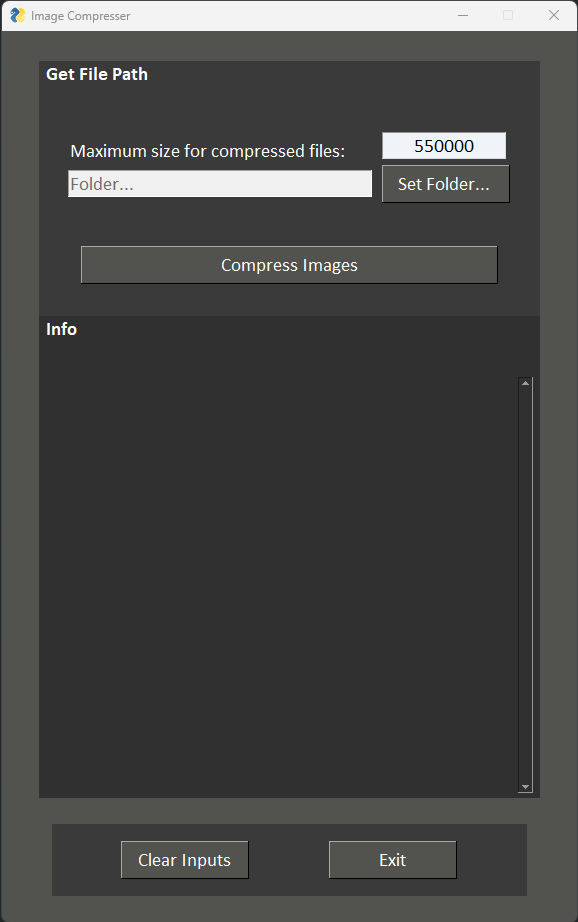 Image Compresser
Get File Path
Maximum size for compressed files: 550000
Folder... Set Folder...
Compress Images
Info
Clear Inputs Exit